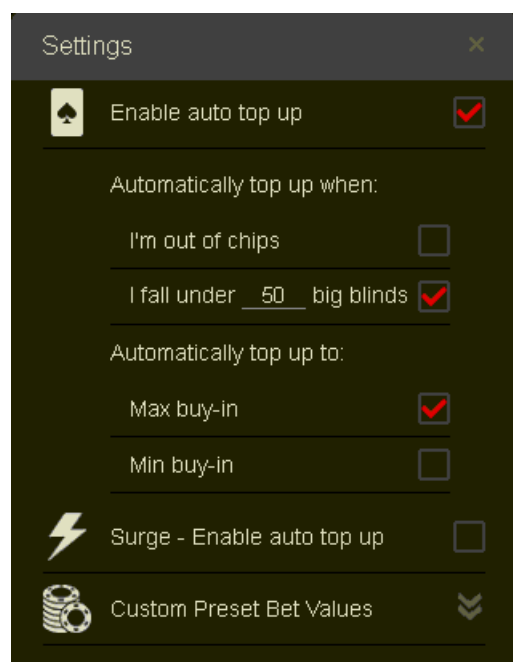 Settings
Enable auto top up
Automatically top up when:
I'm out of chips
I fall under 50 big blinds
Automatically top up to:
Max buy-in
Min buy-in
Surge - Enable auto top up
Custom Preset Bet Values